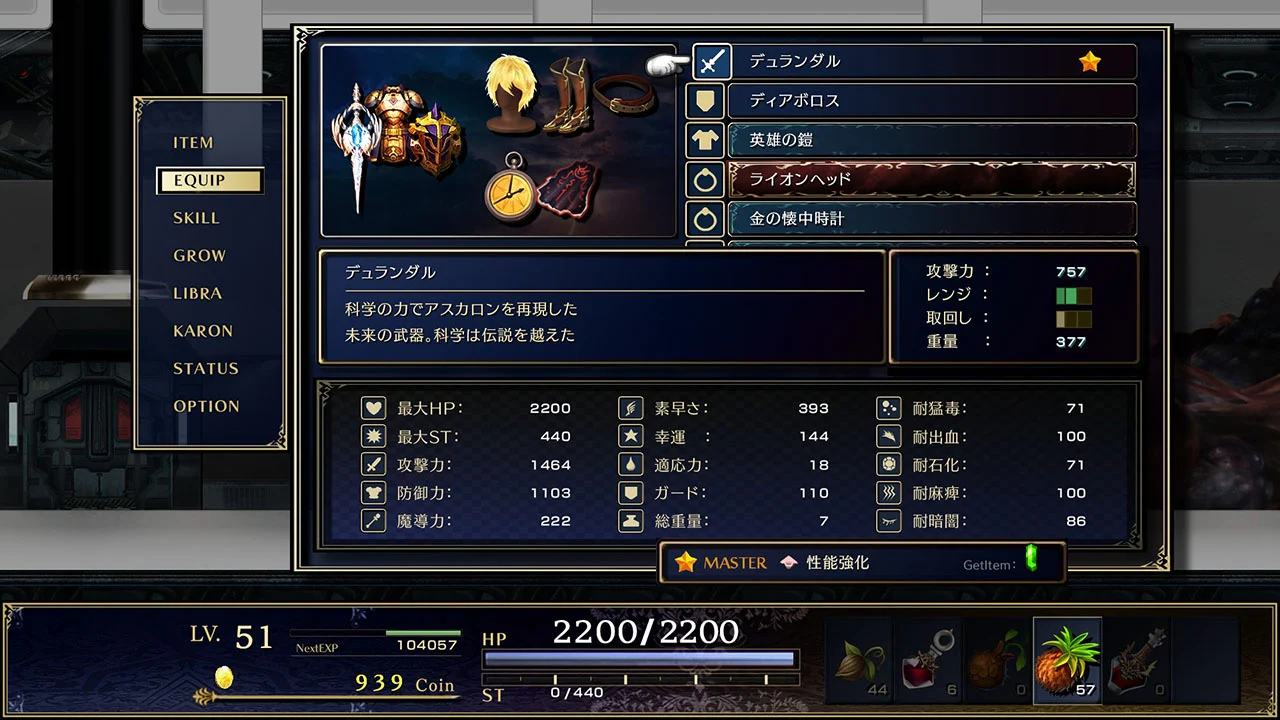 ITEM
EQUIP
SKILL
GROW
LIBRA
KARON
STATUS
OPTION
デュランダル
ディアボロス
英雄の鎧
ライオンヘッド
金の懐中時計
デュランダル
科学の力でアスカロンを再現した
未来の武器。科学は伝説を越えた
攻撃力 : 757
レンジ :
取回し :
重量 : 377
最大HP: 2200
最大ST: 440
攻撃力: 1464
防御力: 1103
魔導力: 222
素早さ: 393
幸運 : 144
適応力: 18
ガード: 110
総重量: 7
耐猛毒: 71
耐出血: 100
耐石化: 71
耐麻痺: 100
耐暗闇: 86
MASTER 性能強化 GetItem:
LV. 51
NextEXP 104057
939 Coin
HP 2200/2200
ST 0/440
44
6
0
57
0